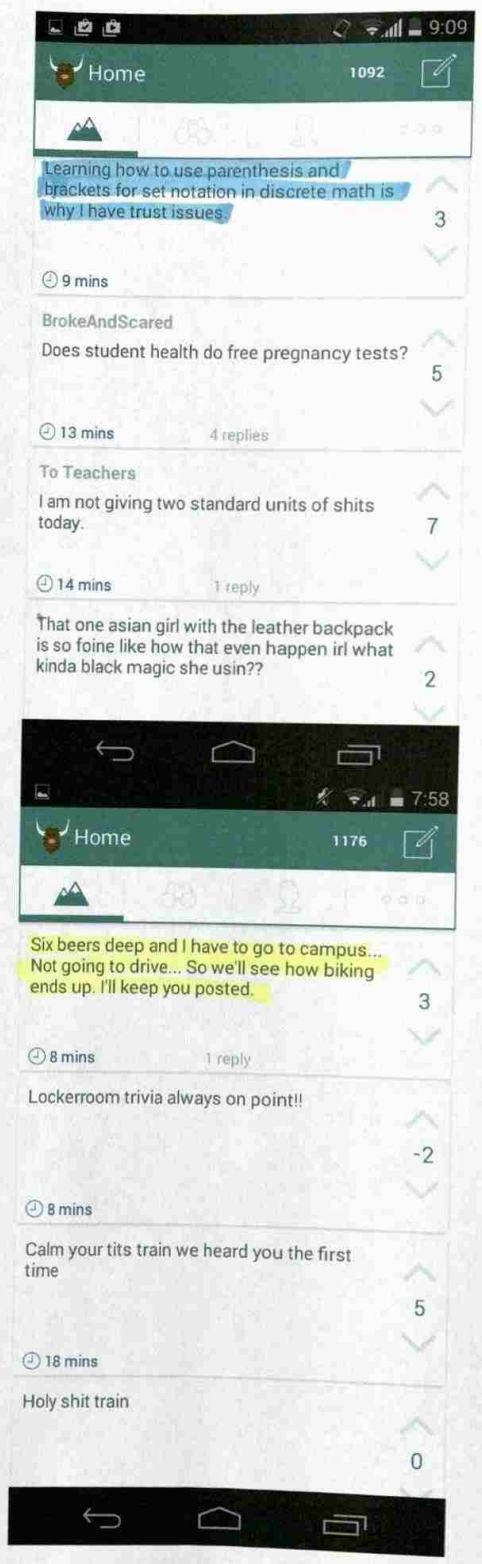 9:09
Home
1092
Learning how to use parenthesis and
brackets for set notation in discrete math is
why I have trust issues.
3
9 mins
BrokeAndScared
Does student health do free pregnancy tests?
5
13 mins 4 replies
To Teachers
I am not giving two standard units of shits
today.
7
14 mins 1 reply
That one asian girl with the leather backpack
is so foine like how that even happen irl what
kinda black magic she usin??
2
7:58
Home
1176
Six beers deep and I have to go to campus...
Not going to drive... So we'll see how biking
ends up. I'll keep you posted.
3
8 mins 1 reply
Lockerroom trivia always on point!!
-2
8 mins
Calm your tits train we heard you the first
time
5
18 mins
Holy shit train
0